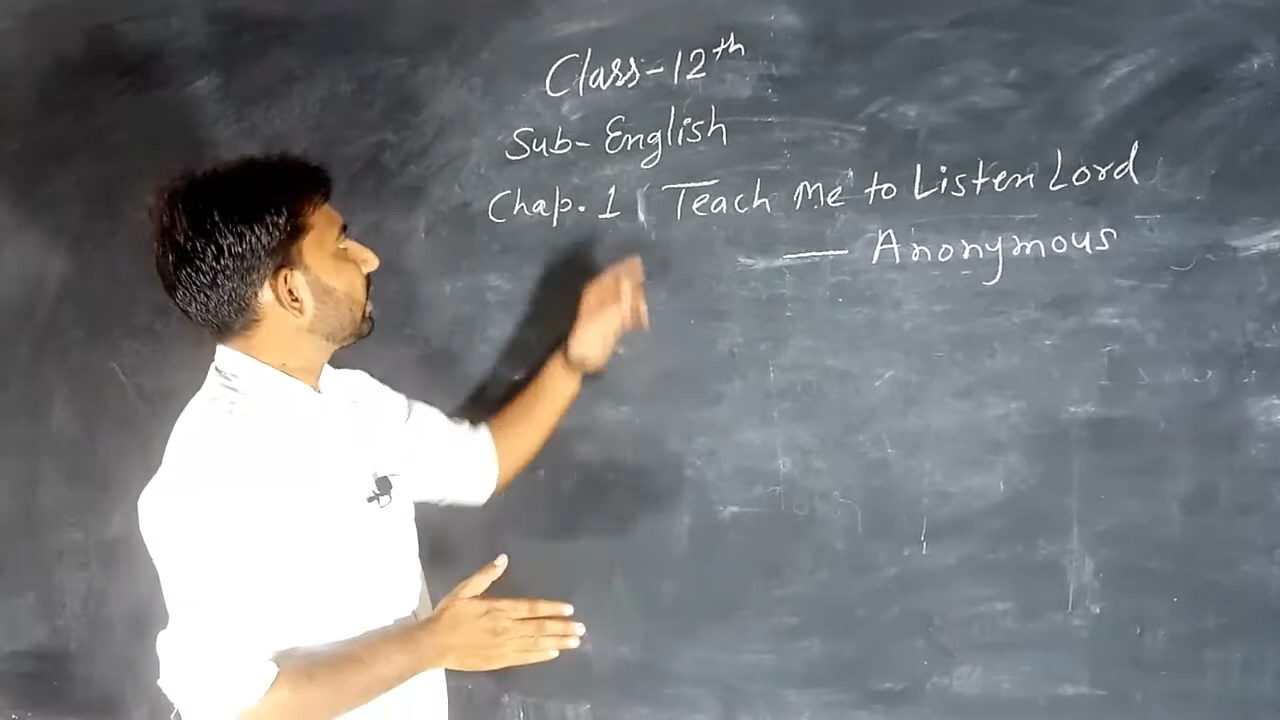 Class-12th
Sub- English
Chap. 1 Teach Me to Listen Lord
— Anonymous